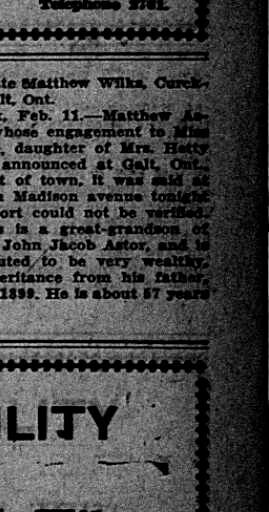 Telephone 2761.
te Matthew Wilks, Curck-
lt, Ont.
, Feb. 11.—Matthew As-
whose engagement to Miss
, daughter of Mrs. Hetty
announced at Galt, Ont.,
t of town, it was said at
Madison avenue tonight
ort could not be verified.
s is a great-grandson of
John Jacob Astor, and is
uted to be very wealthy,
eritance from his father,
1899. He is about 57 years
LITY